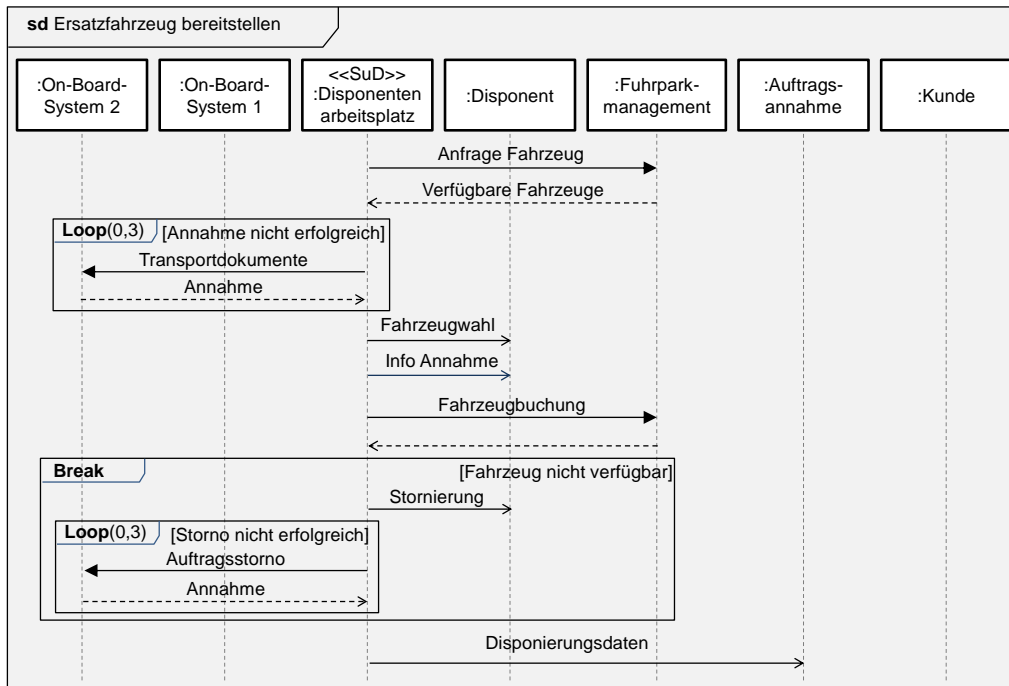 sd Ersatzfahrzeug bereitstellen
:On-Board-
System 2
:On-Board-
System 1
<<SuD>>
:Disponenten
arbeitsplatz
:Disponent
:Fuhrpark-
management
:Auftrags-
annahme
:Kunde
Anfrage Fahrzeug
Verfügbare Fahrzeuge
Loop(0,3) [Annahme nicht erfolgreich]
Transportdokumente
Annahme
Fahrzeugwahl
Info Annahme
Fahrzeugbuchung
Break [Fahrzeug nicht verfügbar]
Stornierung
Loop(0,3) [Storno nicht erfolgreich]
Auftragsstorno
Annahme
Disponierungsdaten